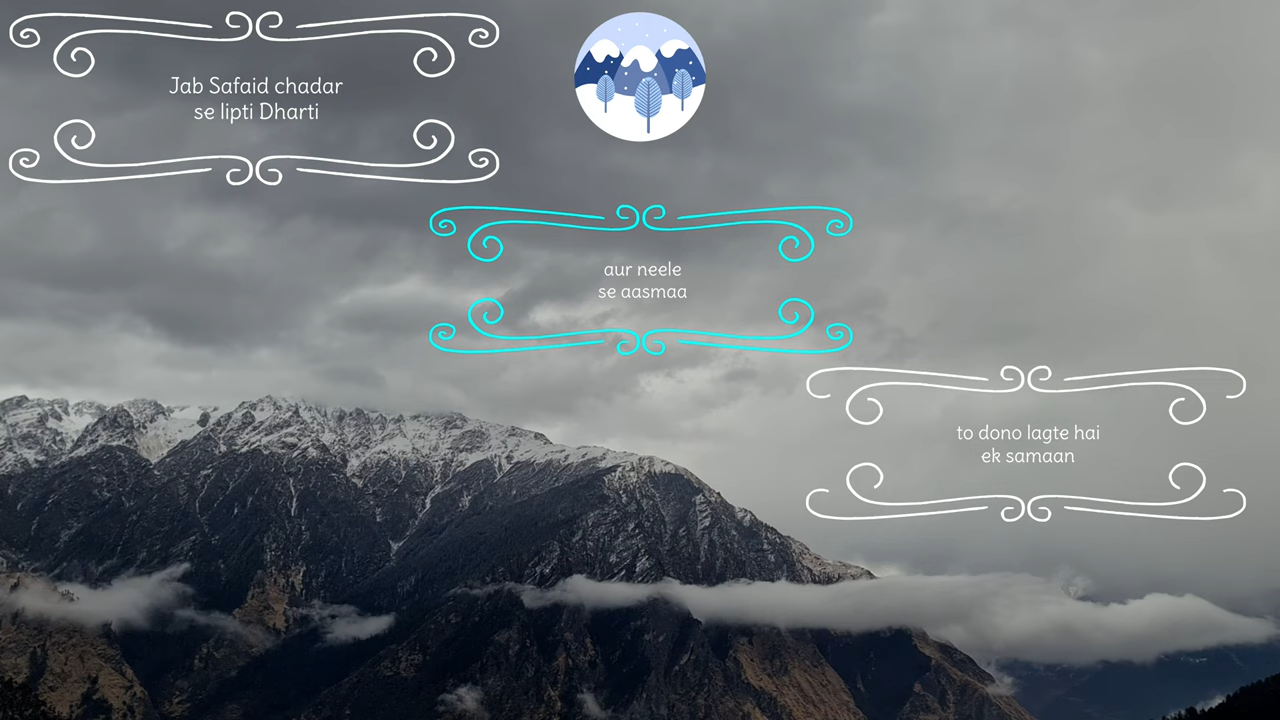 Jab Safaid chadar
se lipti Dharti
aur neele
se aasmaa
to dono lagte hai
ek samaan